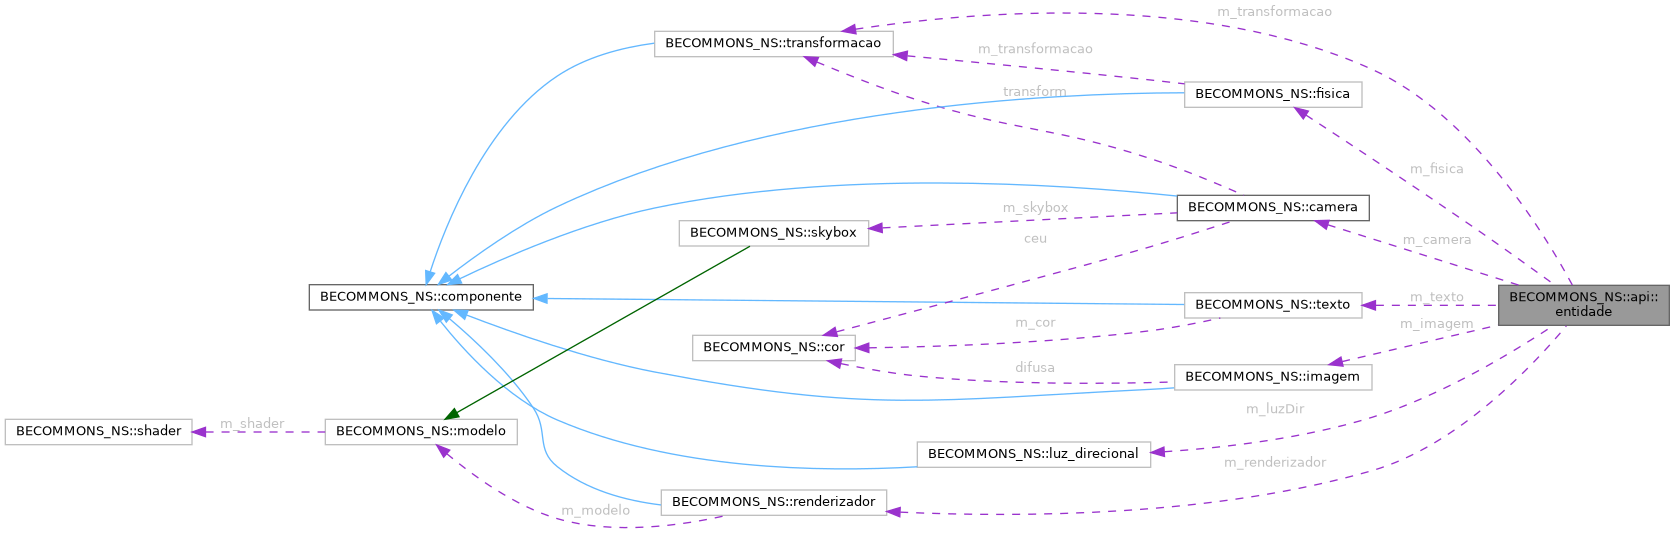 m_transformacao
BECOMMONS_NS::transformacao
m_transformacao
transform
BECOMMONS_NS::fisica
m_fisica
BECOMMONS_NS::camera
m_skybox
BECOMMONS_NS::skybox
ceu
m_camera
BECOMMONS_NS::componente
BECOMMONS_NS::texto
m_texto
BECOMMONS_NS::api::
entidade
m_cor
m_imagem
BECOMMONS_NS::cor
difusa
BECOMMONS_NS::imagem
m_luzDir
m_shader
BECOMMONS_NS::shader
BECOMMONS_NS::modelo
BECOMMONS_NS::luz_direcional
m_renderizador
BECOMMONS_NS::renderizador
m_modelo